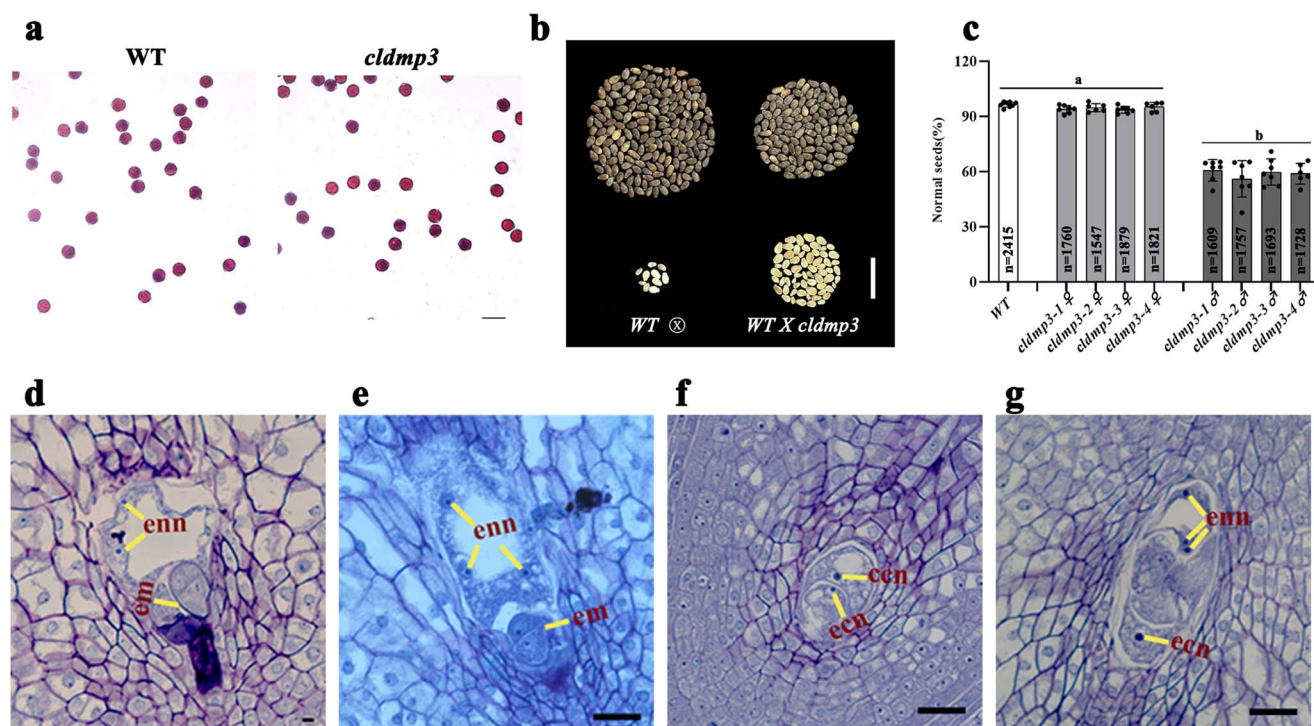 a
WT
cldmp3
b
WT ⓧ
WT X cldmp3
c
Normal seeds(%)
120
90
60
30
0
a
b
n=2415
n=1760
n=1547
n=1879
n=1821
n=1609
n=1757
n=1693
n=1728
WT
cldmp3-1♀
cldmp3-2♀
cldmp3-3♀
cldmp3-4♀
cldmp3-1♂
cldmp3-2♂
cldmp3-3♂
cldmp3-4♂
d
enn
em
e
enn
em
f
ccn
ecn
g
enn
ecn